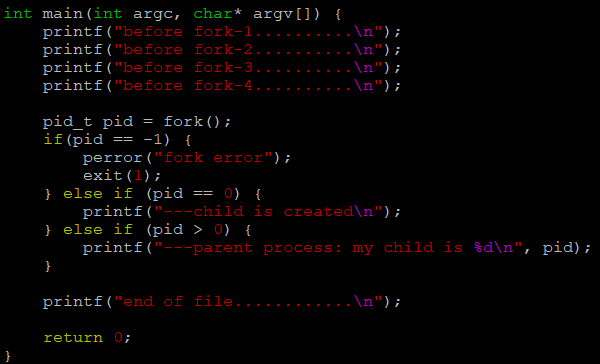 int main(int argc, char* argv[]) {
    printf("before fork-1..........\n");
    printf("before fork-2..........\n");
    printf("before fork-3..........\n");
    printf("before fork-4..........\n");

    pid_t pid = fork();
    if(pid == -1) {
        perror("fork error");
        exit(1);
    } else if (pid == 0) {
        printf("---child is created\n");
    } else if (pid > 0) {
        printf("---parent process: my child is %d\n", pid);
    }

    printf("end of file............\n");

    return 0;
}